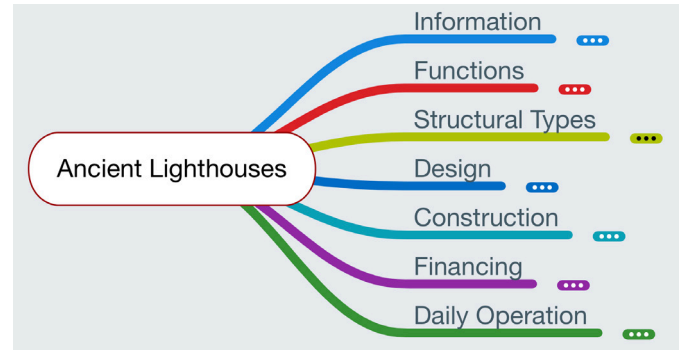 Information
Functions
Structural Types
Ancient Lighthouses
Design
Construction
Financing
Daily Operation